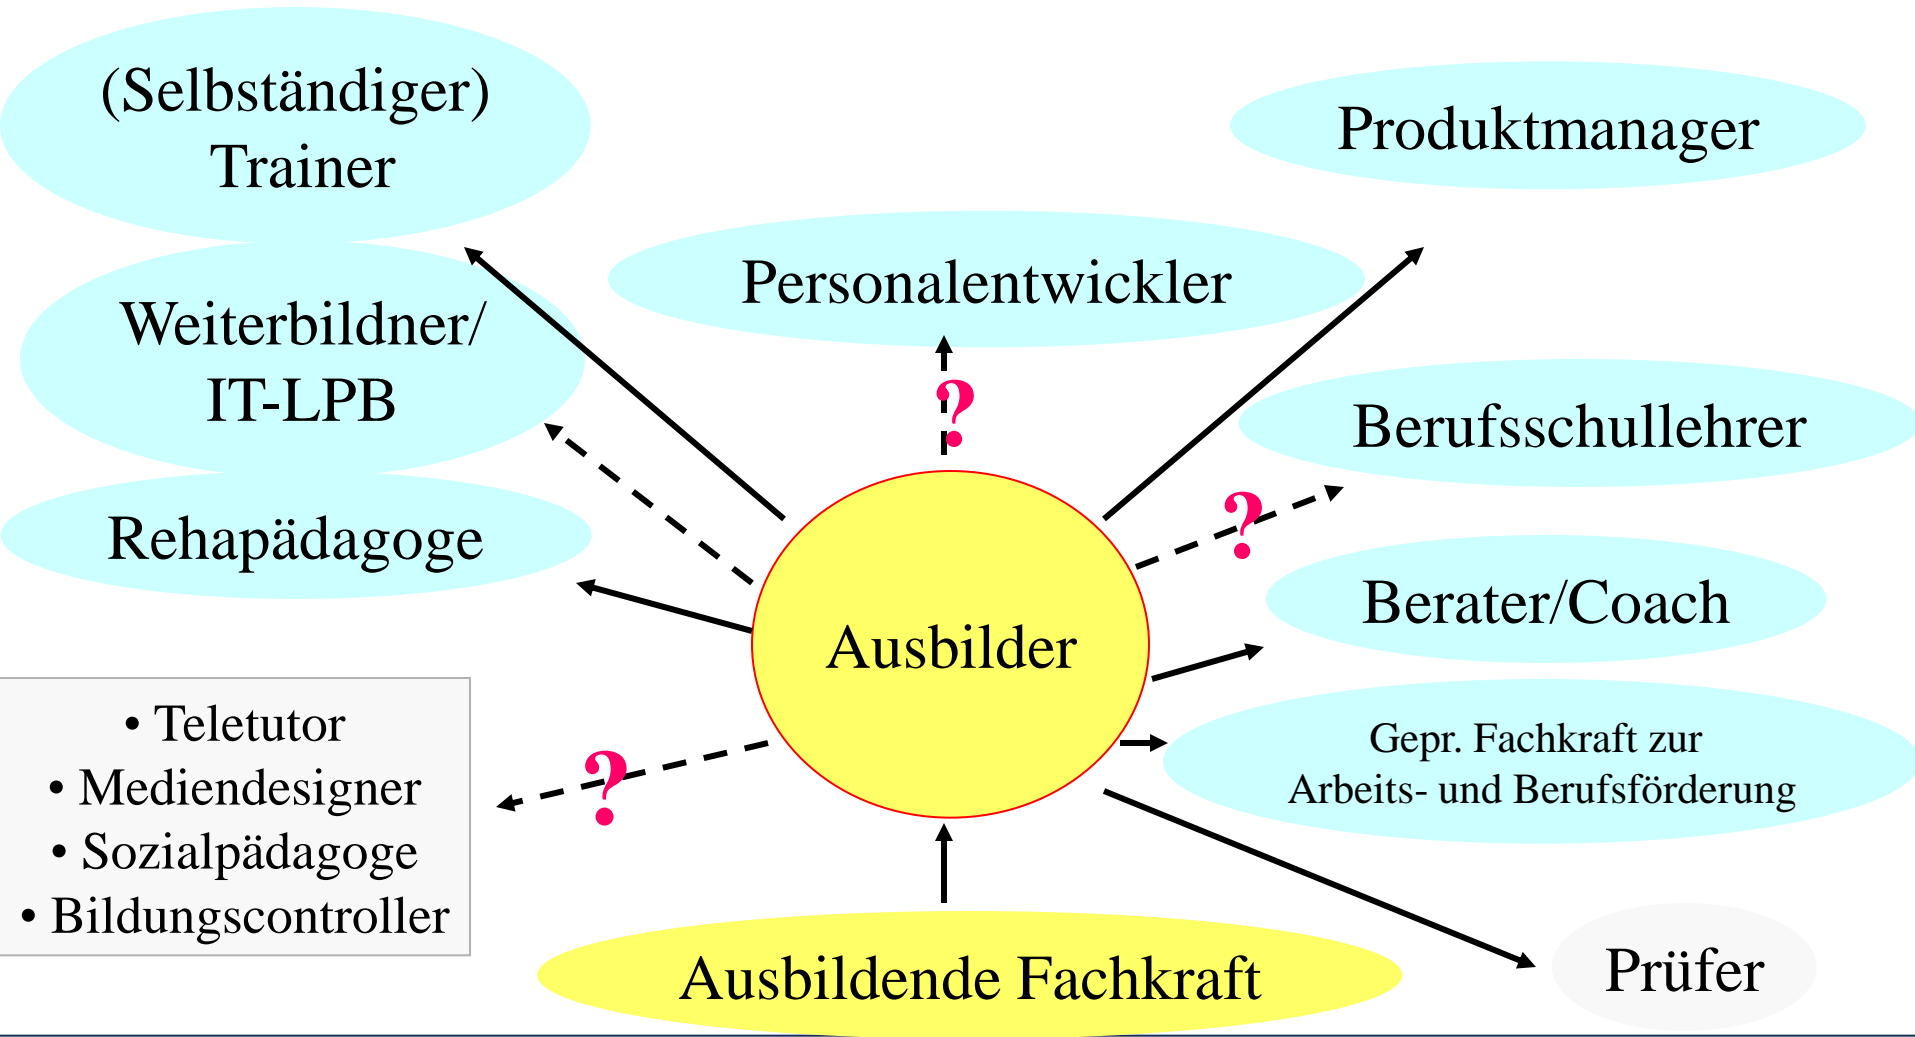 (Selbständiger)
Trainer
Produktmanager
Personalentwickler
Weiterbildner/
IT-LPB
?
Berufsschullehrer
Rehapädagoge
?
Berater/Coach
Ausbilder
• Teletutor
• Mediendesigner
• Sozialpädagoge
• Bildungscontroller
?
Gepr. Fachkraft zur
Arbeits- und Berufsförderung
Ausbildende Fachkraft
Prüfer